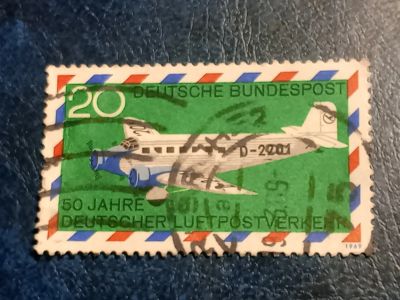 20 DEUTSCHE BUNDESPOST
D-2201
50 JAHRE
DEUTSCHER LUFTPOSTVERKEHR
1969